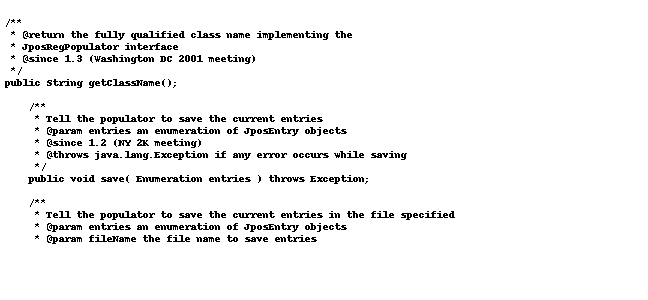 /**
 * @return the fully qualified class name implementing the
 * JposRegPopulator interface
 * @since 1.3 (Washington DC 2001 meeting)
 */
public String getClassName();
/**
 * Tell the populator to save the current entries
 * @param entries an enumeration of JposEntry objects
 * @since 1.2 (NY 2K meeting)
 * @throws java.lang.Exception if any error occurs while saving
 */
public void save( Enumeration entries ) throws Exception;
/**
 * Tell the populator to save the current entries in the file specified
 * @param entries an enumeration of JposEntry objects
 * @param fileName the file name to save entries